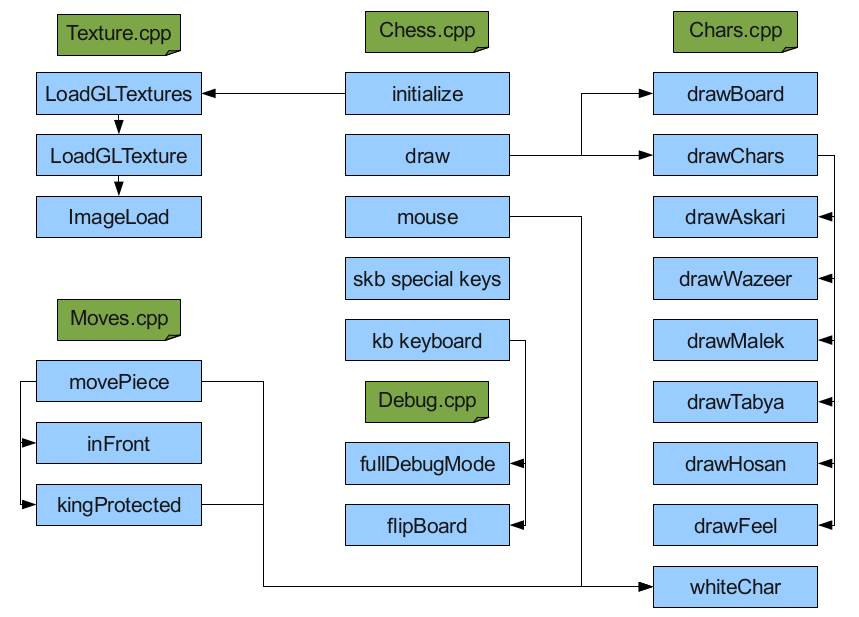 Texture.cpp
LoadGLTextures
LoadGLTexture
ImageLoad
Moves.cpp
movePiece
inFront
kingProtected
Chess.cpp
initialize
draw
mouse
skb special keys
kb keyboard
Debug.cpp
fullDebugMode
flipBoard
Chars.cpp
drawBoard
drawChars
drawAskari
drawWazeer
drawMalek
drawTabya
drawHosan
drawFeel
whiteChar